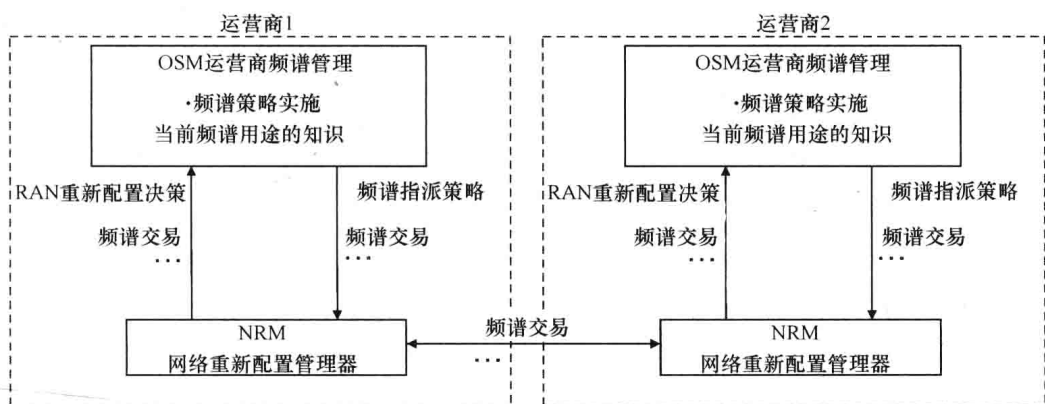 运营商1
OSM运营商频谱管理
·频谱策略实施
当前频谱用途的知识
RAN重新配置决策
频谱指派策略
频谱交易
...
频谱交易
...
NRM
网络重新配置管理器
频谱交易
...
运营商2
OSM运营商频谱管理
·频谱策略实施
当前频谱用途的知识
RAN重新配置决策
频谱指派策略
频谱交易
...
频谱交易
...
NRM
网络重新配置管理器